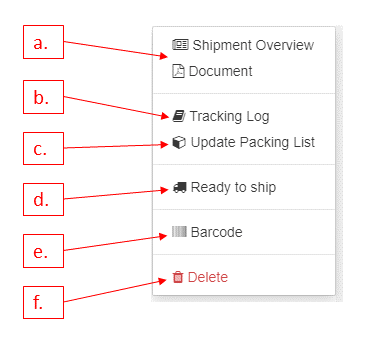 a.
Shipment Overview
Document
b.
Tracking Log
c.
Update Packing List
d.
Ready to ship
e.
Barcode
f.
Delete